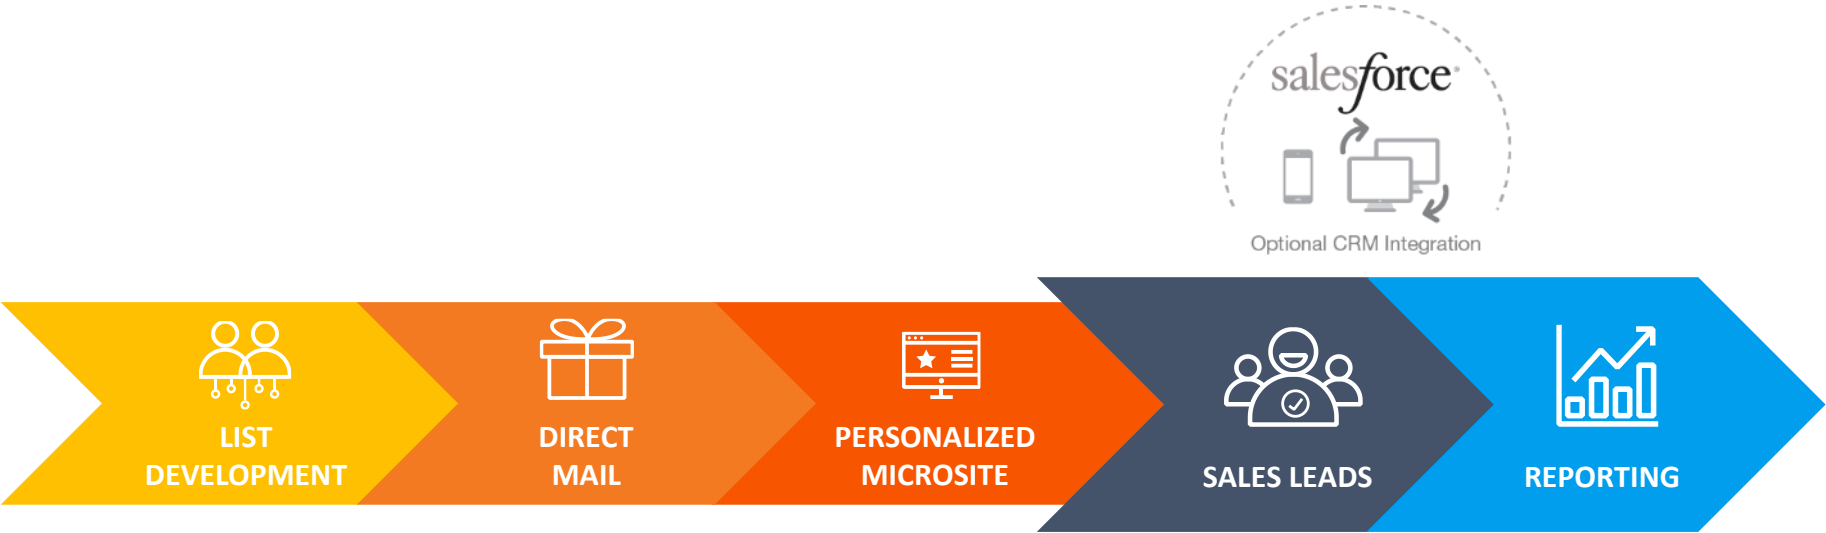 salesforce®
Optional CRM Integration
LIST
DEVELOPMENT
DIRECT
MAIL
PERSONALIZED
MICROSITE
SALES LEADS
REPORTING